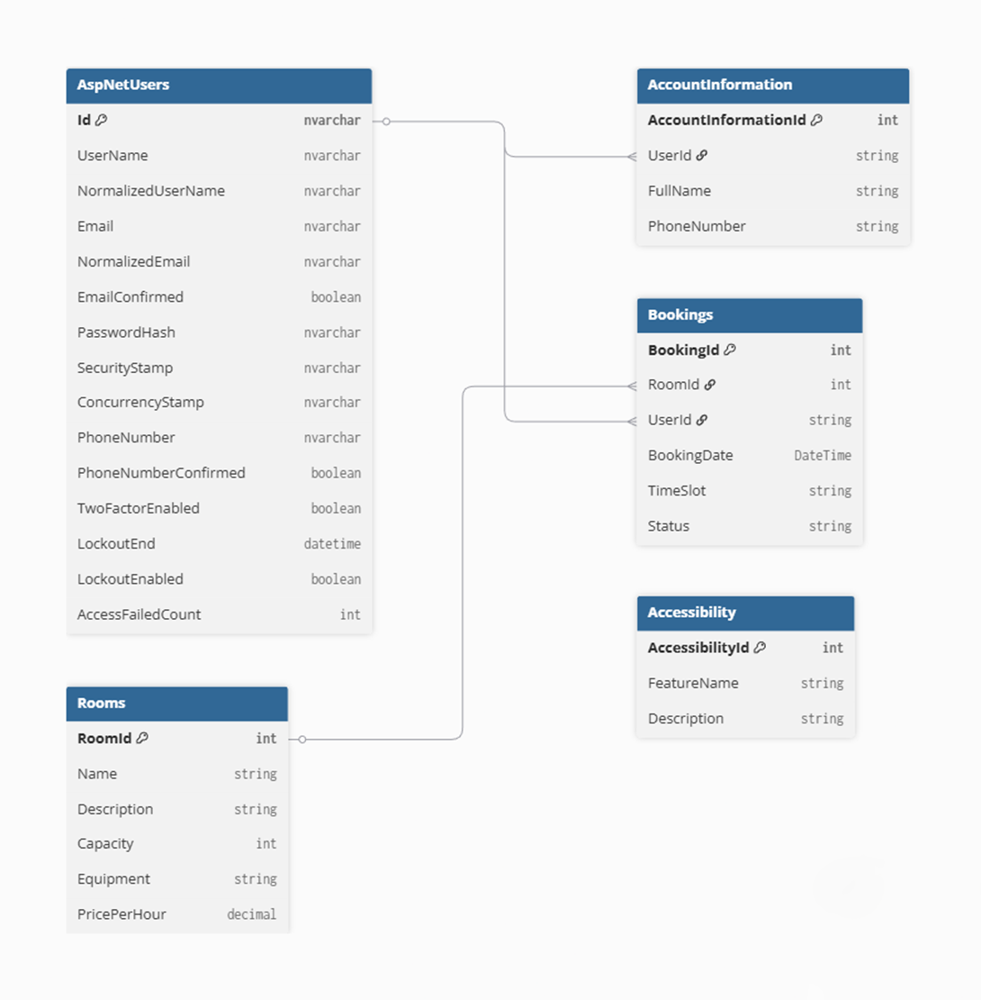 AspNetUsers
Id nvarchar
UserName nvarchar
NormalizedUserName nvarchar
Email nvarchar
NormalizedEmail nvarchar
EmailConfirmed boolean
PasswordHash nvarchar
SecurityStamp nvarchar
ConcurrencyStamp nvarchar
PhoneNumber nvarchar
PhoneNumberConfirmed boolean
TwoFactorEnabled boolean
LockoutEnd datetime
LockoutEnabled boolean
AccessFailedCount int
Rooms
RoomId int
Name string
Description string
Capacity int
Equipment string
PricePerHour decimal
AccountInformation
AccountInformationId int
UserId string
FullName string
PhoneNumber string
Bookings
BookingId int
RoomId int
UserId string
BookingDate DateTime
TimeSlot string
Status string
Accessibility
AccessibilityId int
FeatureName string
Description string